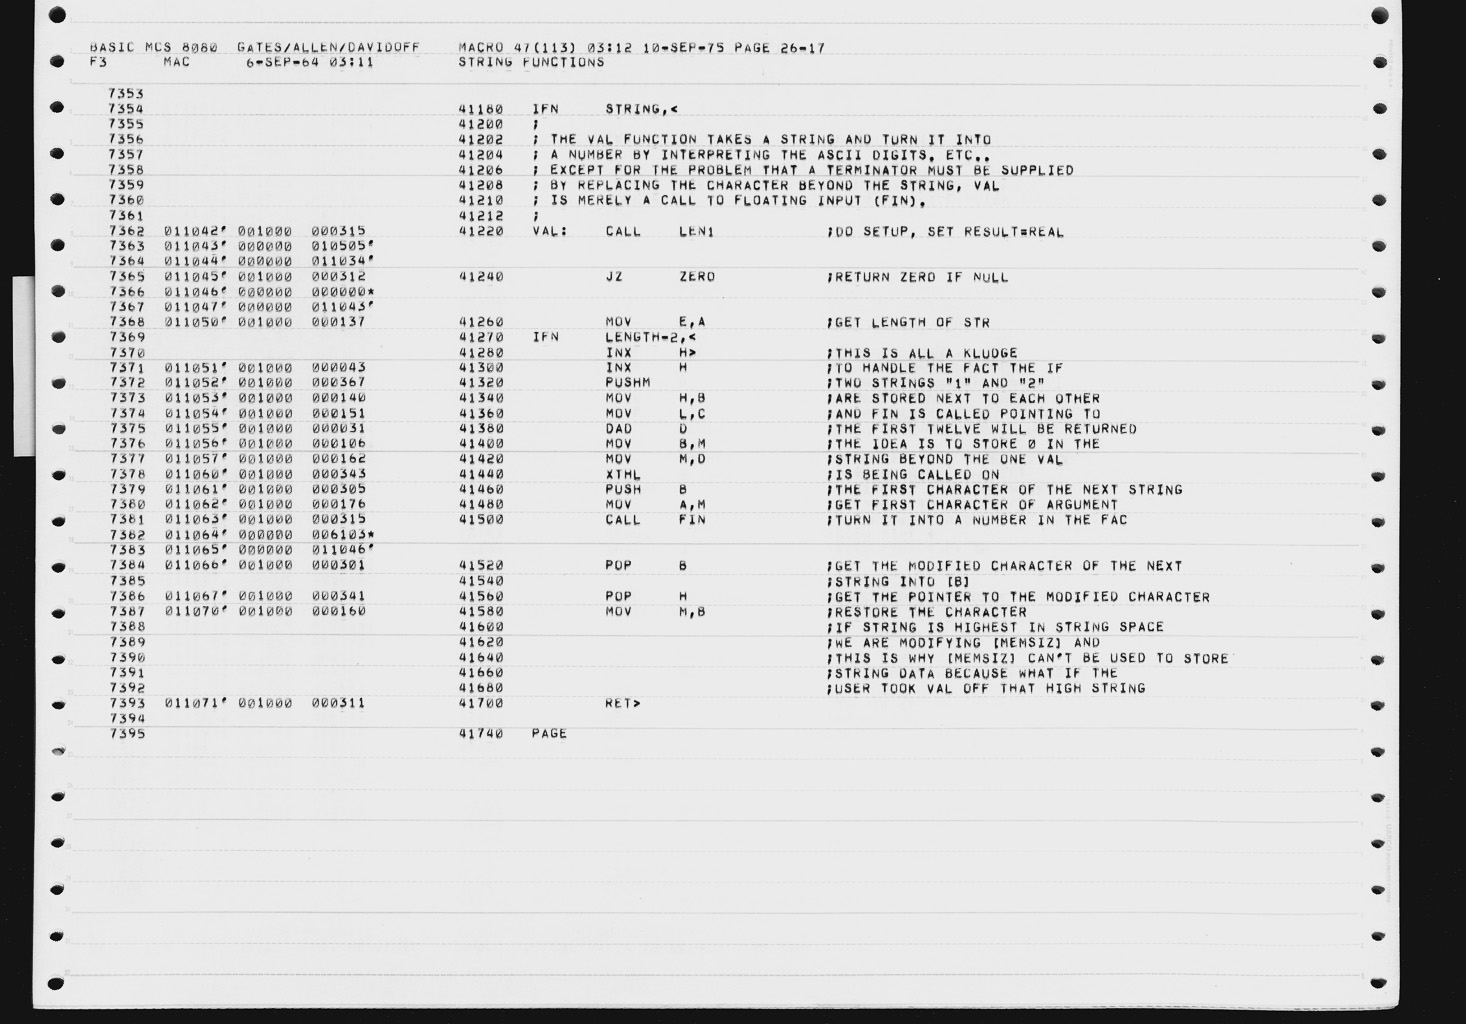 BASIC MCS 8080  GATES/ALLEN/DAVIDOFF    MACRO 47(113) 03:12 10-SEP-75 PAGE 26-17
F3      MAC      6-SEP-64 03:11         STRING FUNCTIONS
7353
7354    41180   IFN     STRING,<
7355    41200   ;
7356    41202   ; THE VAL FUNCTION TAKES A STRING AND TURN IT INTO
7357    41204   ; A NUMBER BY INTERPRETING THE ASCII DIGITS, ETC..
7358    41206   ; EXCEPT FOR THE PROBLEM THAT A TERMINATOR MUST BE SUPPLIED
7359    41208   ; BY REPLACING THE CHARACTER BEYOND THE STRING, VAL
7360    41210   ; IS MERELY A CALL TO FLOATING INPUT (FIN).
7361    41212   ;
7362  011042' 001000  000315    41220   VAL:    CALL    LEN1    ;DO SETUP, SET RESULT=REAL
7363  011043' 000000  010505'
7364  011044' 000000  011034'
7365  011045' 001000  000312    41240           JZ      ZERO    ;RETURN ZERO IF NULL
7366  011046' 000000  000000*
7367  011047' 000000  011043'
7368  011050' 001000  000137    41260           MOV     E,A     ;GET LENGTH OF STR
7369    41270   IFN     LENGTH-2,<
7370    41280           INX     H>      ;THIS IS ALL A KLUDGE
7371  011051' 001000  000043    41300           INX     H       ;TO HANDLE THE FACT THE IF
7372  011052' 001000  000367    41320           PUSHM           ;TWO STRINGS "1" AND "2"
7373  011053' 001000  000140    41340           MOV     H,B     ;ARE STORED NEXT TO EACH OTHER
7374  011054' 001000  000151    41360           MOV     L,C     ;AND FIN IS CALLED POINTING TO
7375  011055' 001000  000031    41380           DAD     D       ;THE FIRST TWELVE WILL BE RETURNED
7376  011056' 001000  000106    41400           MOV     B,M     ;THE IDEA IS TO STORE 0 IN THE
7377  011057' 001000  000162    41420           MOV     M,D     ;STRING BEYOND THE ONE VAL
7378  011060' 001000  000343    41440           XTHL            ;IS BEING CALLED ON
7379  011061' 001000  000305    41460           PUSH    B       ;THE FIRST CHARACTER OF THE NEXT STRING
7380  011062' 001000  000176    41480           MOV     A,M     ;GET FIRST CHARACTER OF ARGUMENT
7381  011063' 001000  000315    41500           CALL    FIN     ;TURN IT INTO A NUMBER IN THE FAC
7382  011064' 000000  006103*
7383  011065' 000000  011046'
7384  011066' 001000  000301    41520           POP     B       ;GET THE MODIFIED CHARACTER OF THE NEXT
7385    41540                   ;STRING INTO [B]
7386  011067' 001000  000341    41560           POP     H       ;GET THE POINTER TO THE MODIFIED CHARACTER
7387  011070' 001000  000160    41580           MOV     M,B     ;RESTORE THE CHARACTER
7388    41600                   ;IF STRING IS HIGHEST IN STRING SPACE
7389    41620                   ;WE ARE MODIFYING [MEMSIZ] AND
7390    41640                   ;THIS IS WHY [MEMSIZ] CAN'T BE USED TO STORE
7391    41660                   ;STRING DATA BECAUSE WHAT IF THE
7392    41680                   ;USER TOOK VAL OFF THAT HIGH STRING
7393  011071' 001000  000311    41700           RET>
7394
7395    41740   PAGE